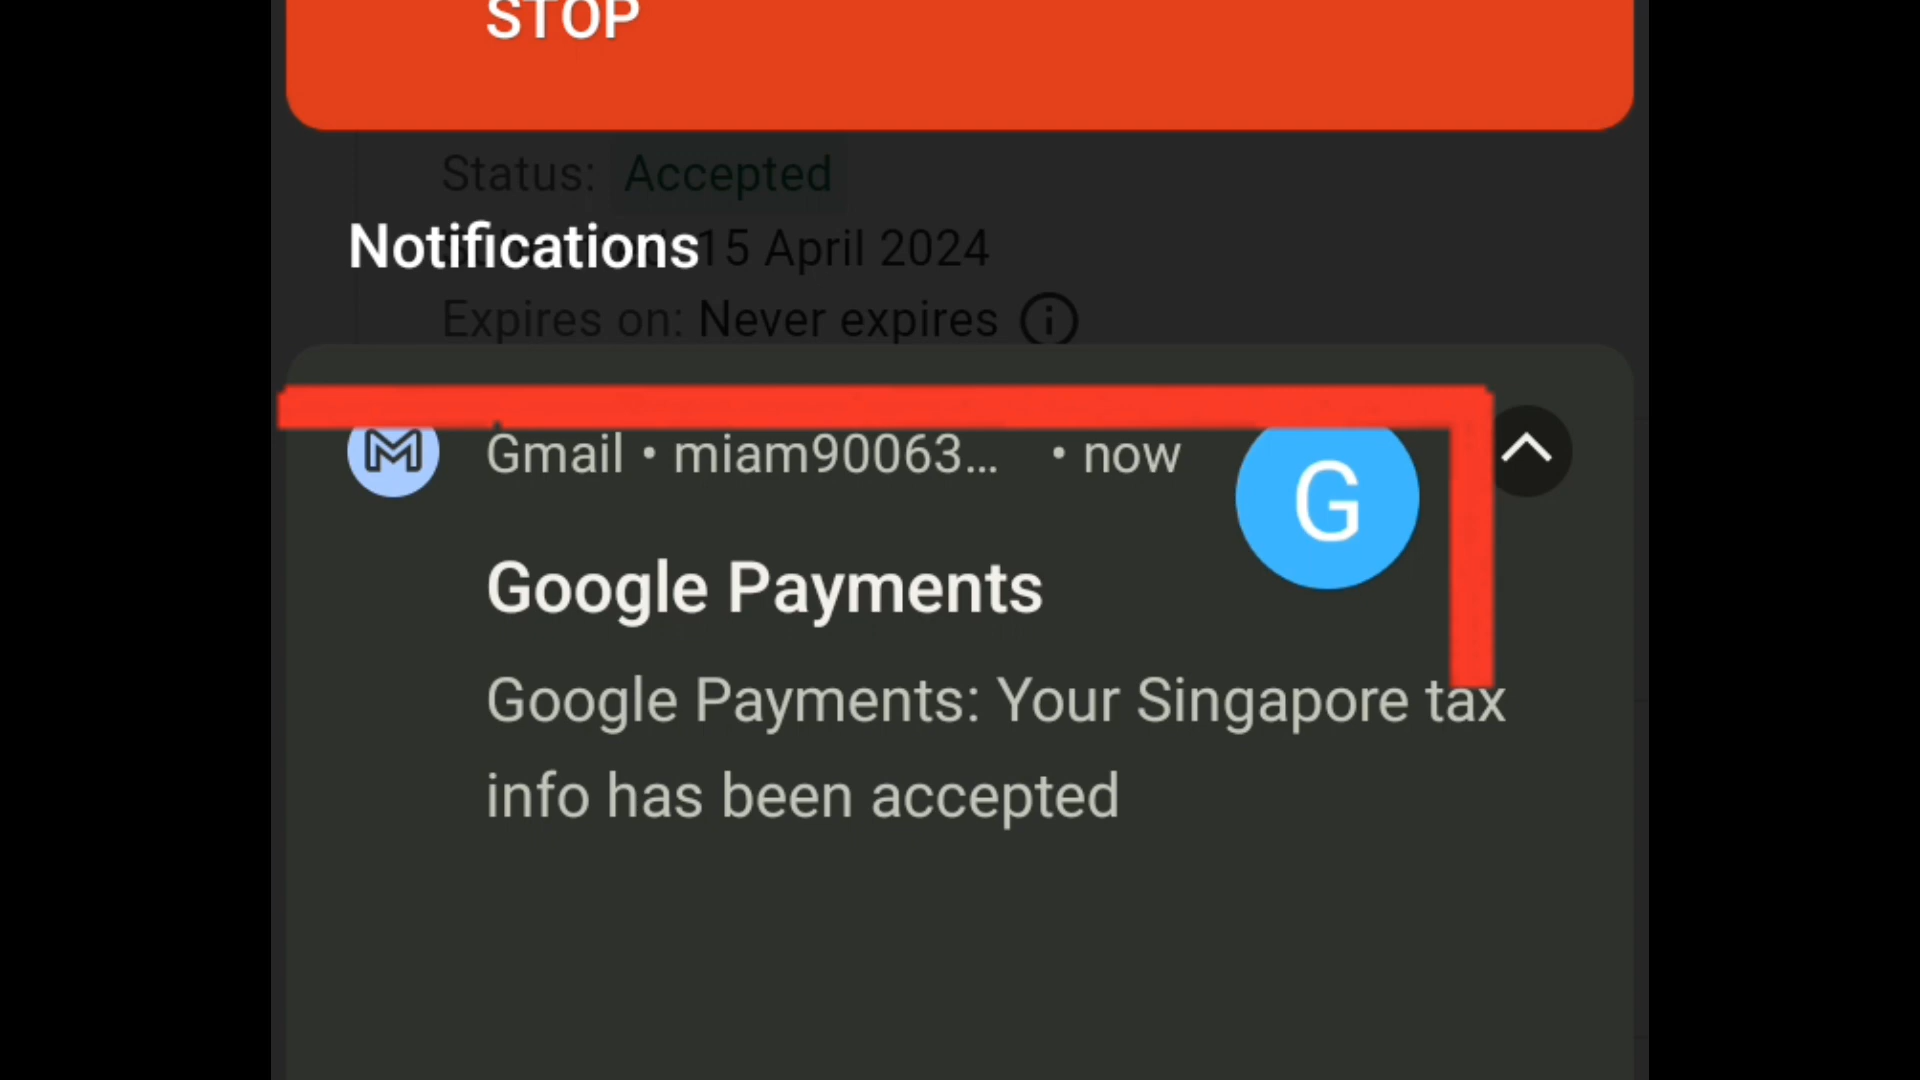 STOP
Status: Accepted
Notifications
15 April 2024
Expires on: Never expires
Gmail • miam90063... • now
G
Google Payments
Google Payments: Your Singapore tax
info has been accepted